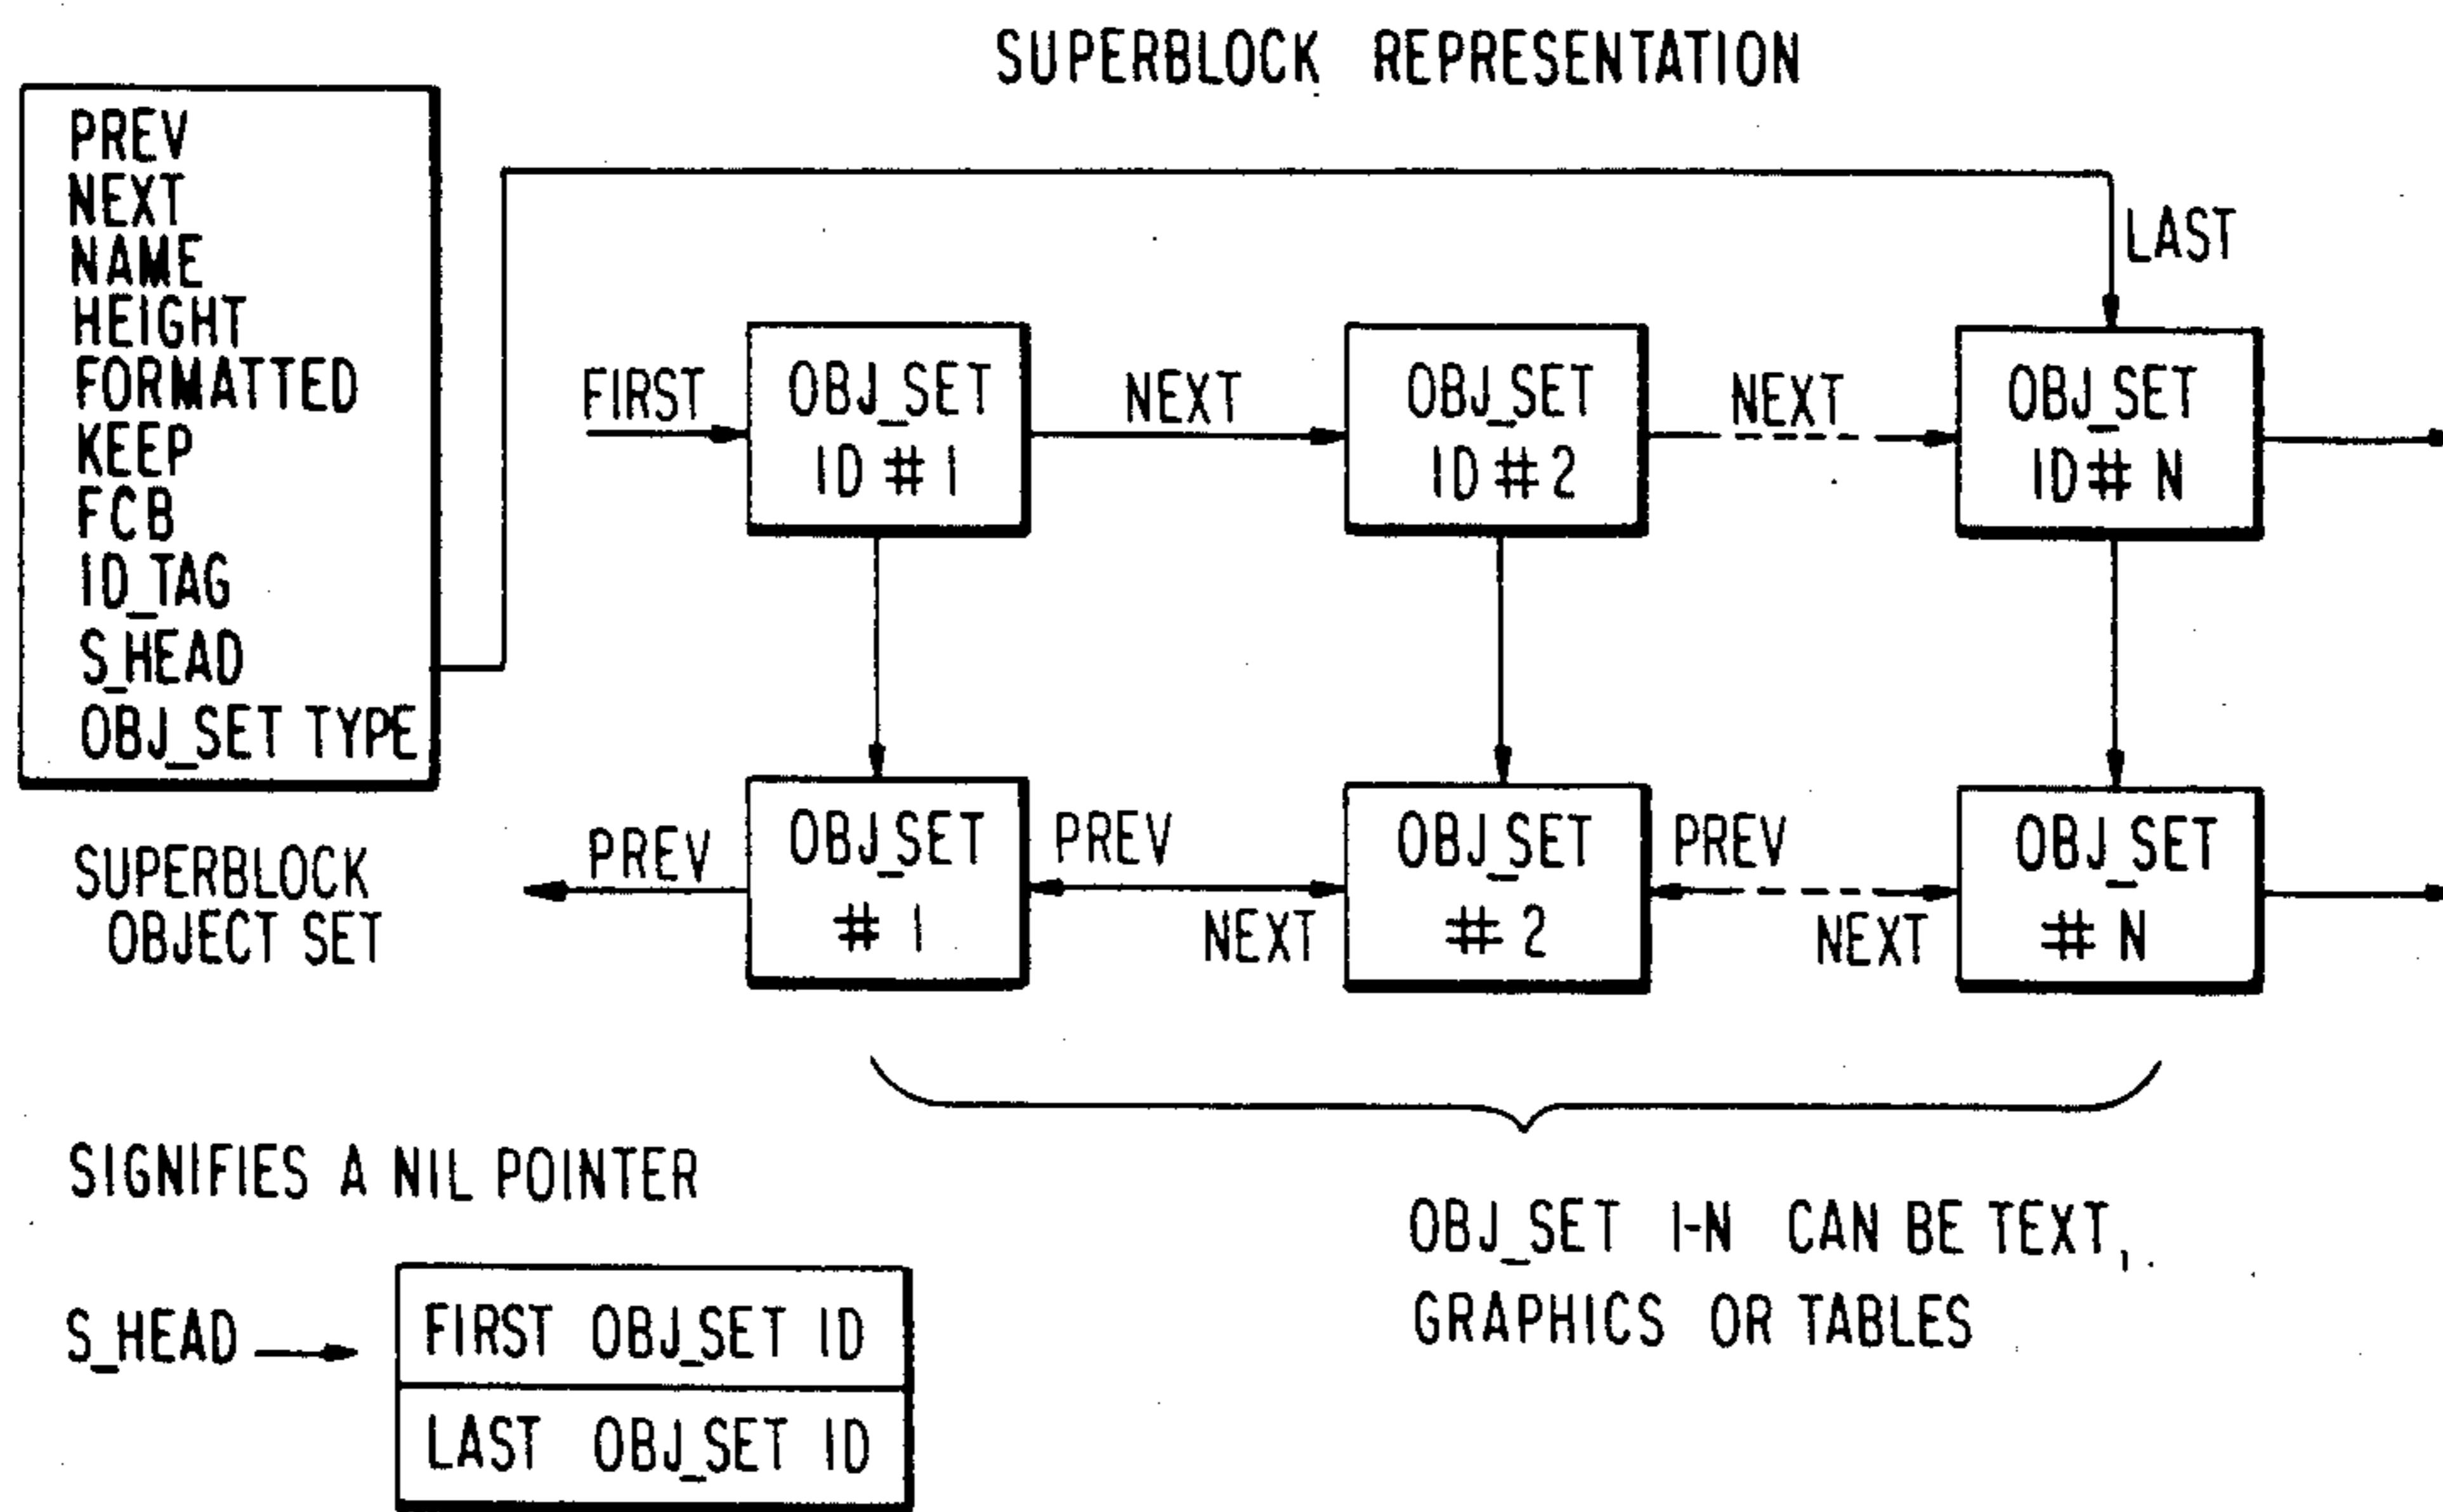 SUPERBLOCK REPRESENTATION
PREV
NEXT
NAME
HEIGHT
FORMATTED
KEEP
FCB
ID_TAG
S_HEAD
OBJ_SET TYPE
SUPERBLOCK
OBJECT SET
LAST
FIRST
OBJ_SET
ID # 1
NEXT
OBJ_SET
ID # 2
NEXT
OBJ_SET
ID # N
PREV
OBJ_SET
# 1
PREV
NEXT
OBJ_SET
# 2
PREV
NEXT
OBJ_SET
# N
SIGNIFIES A NIL POINTER
S_HEAD
FIRST OBJ_SET ID
LAST OBJ_SET ID
OBJ_SET 1-N CAN BE TEXT,
GRAPHICS OR TABLES